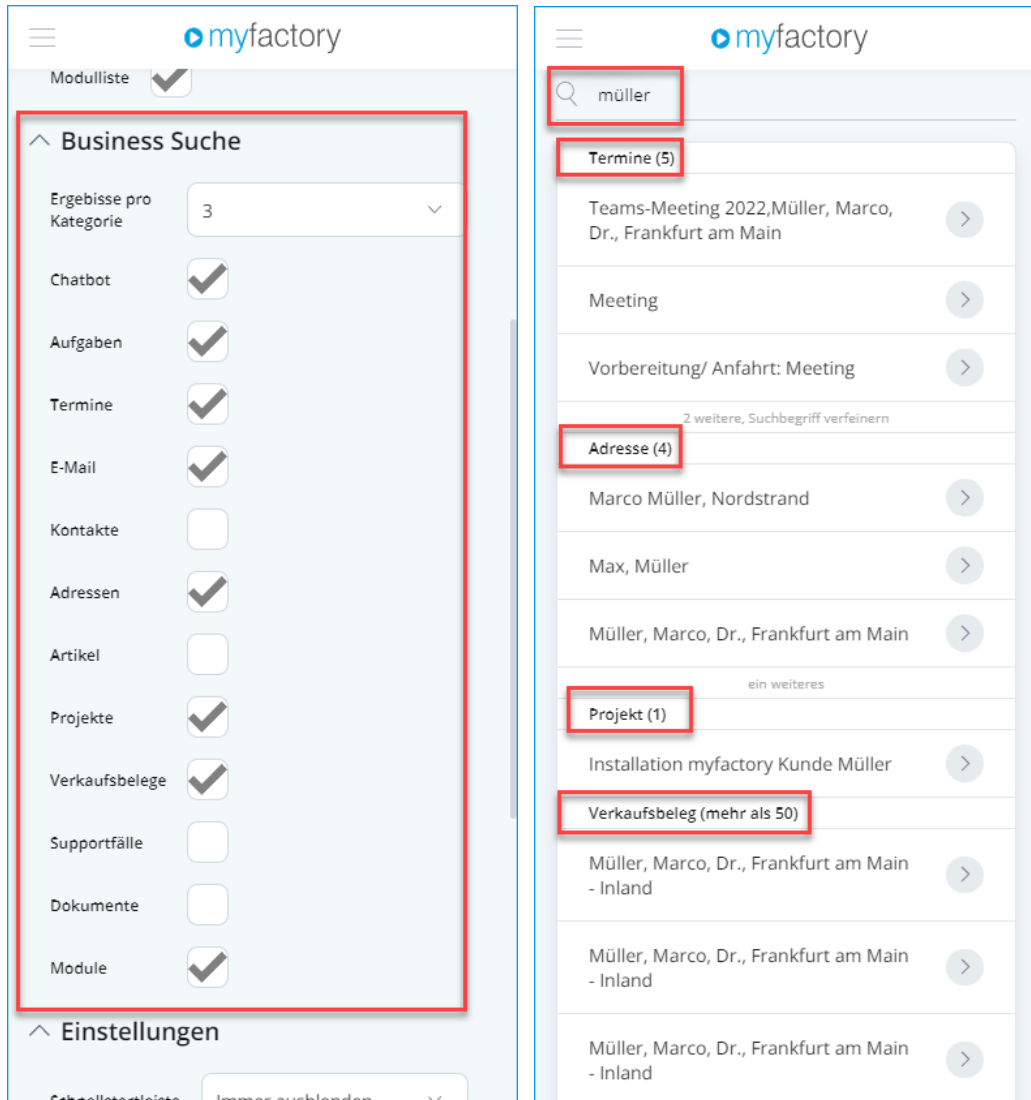 myfactory
Modulliste
Business Suche
Ergebisse pro
Kategorie
3
Chatbot
Aufgaben
Termine
E-Mail
Kontakte
Adressen
Artikel
Projekte
Verkaufsbelege
Supportfälle
Dokumente
Module
Einstellungen
Schnellstartleiste
Immer ausblenden
myfactory
müller
Termine (5)
Teams-Meeting 2022,Müller, Marco,
Dr., Frankfurt am Main
Meeting
Vorbereitung/ Anfahrt: Meeting
2 weitere, Suchbegriff verfeinern
Adresse (4)
Marco Müller, Nordstrand
Max, Müller
Müller, Marco, Dr., Frankfurt am Main
ein weiteres
Projekt (1)
Installation myfactory Kunde Müller
Verkaufsbeleg (mehr als 50)
Müller, Marco, Dr., Frankfurt am Main
- Inland
Müller, Marco, Dr., Frankfurt am Main
- Inland
Müller, Marco, Dr., Frankfurt am Main
- Inland